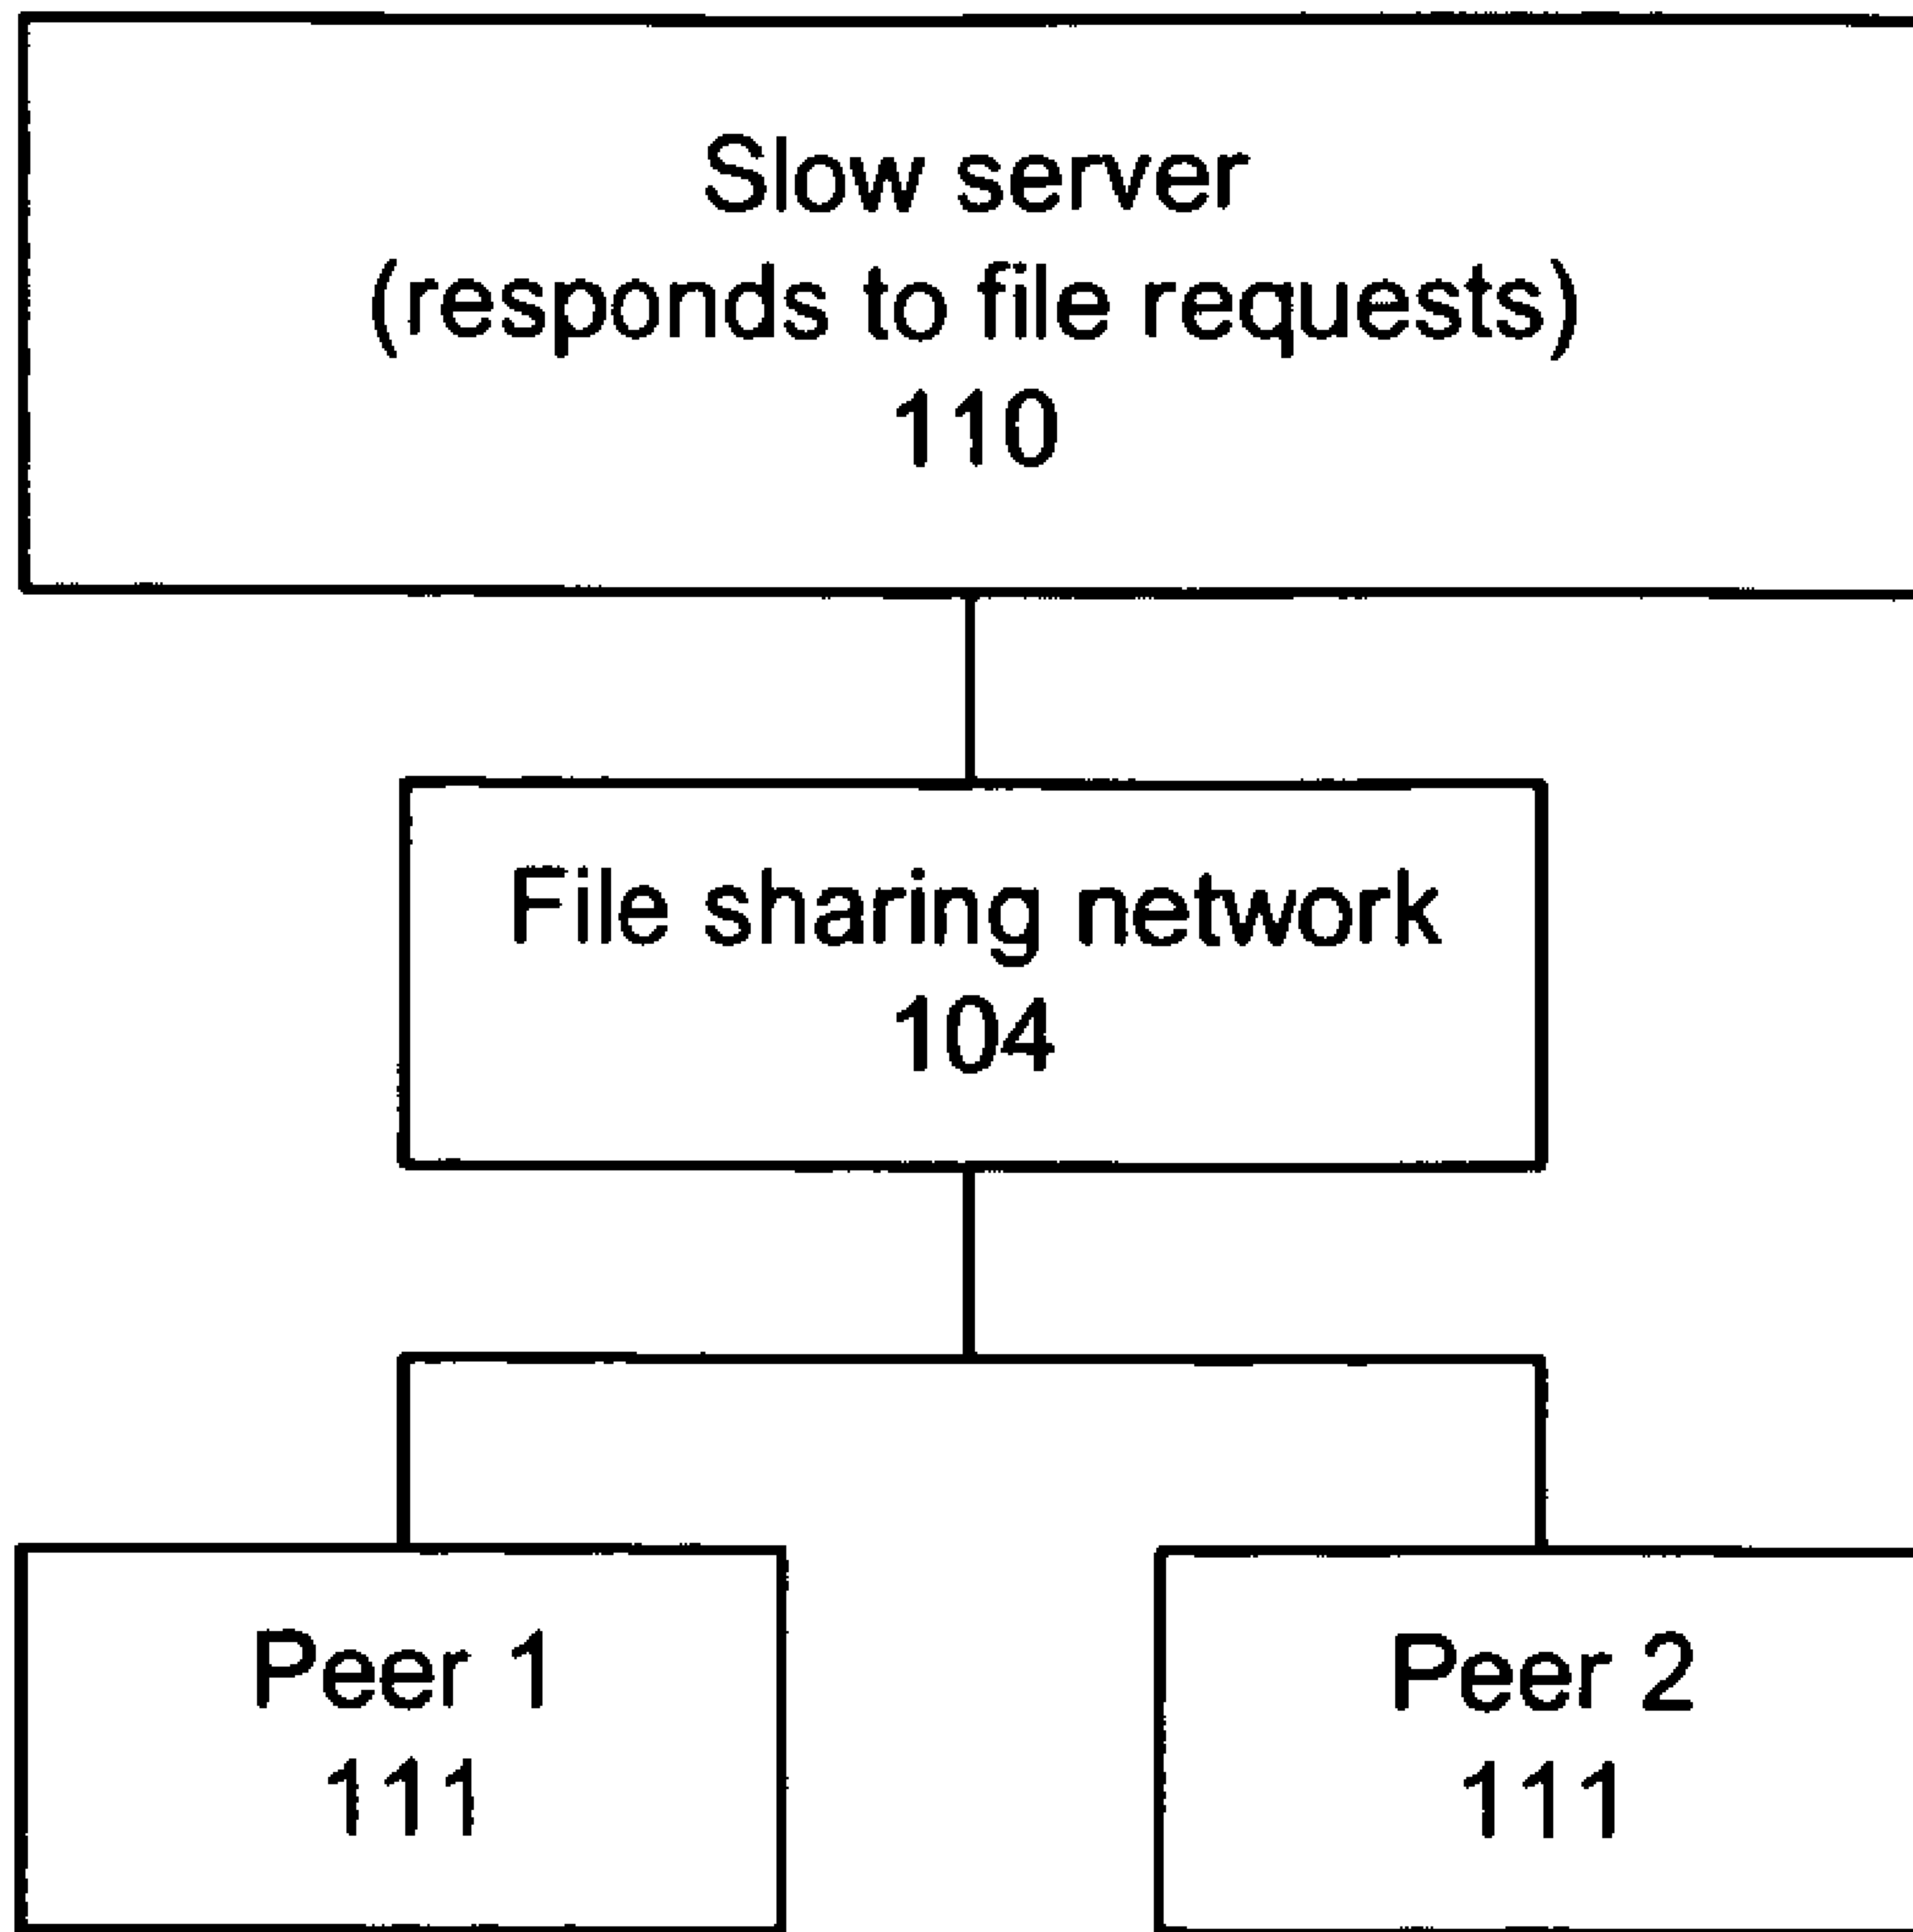 Slow server
(responds to file requests)
110
File sharing network
104
Peer 1
111
Peer 2
111